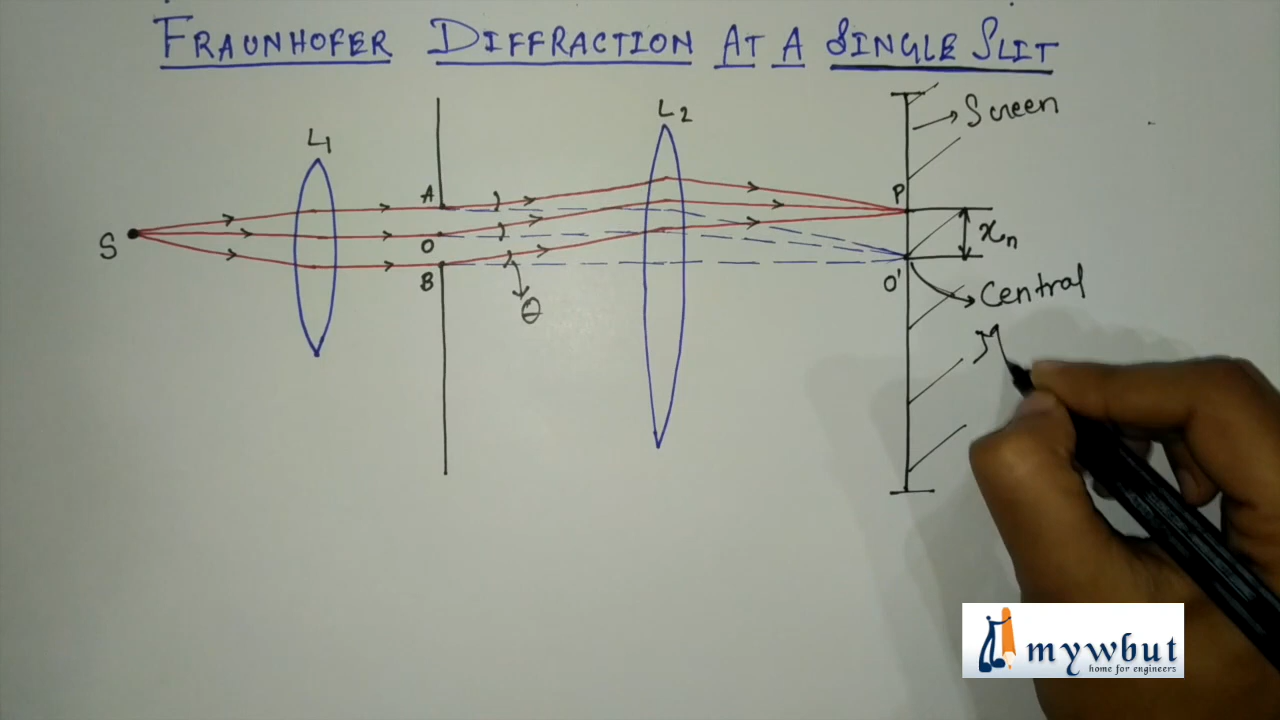 FRAUNHOFER DIFFRACTION AT A SINGLE SLIT
L1
L2
Screen
A
P
S
O
xn
B
O'
θ
Central
M
mywbut
home for engineers